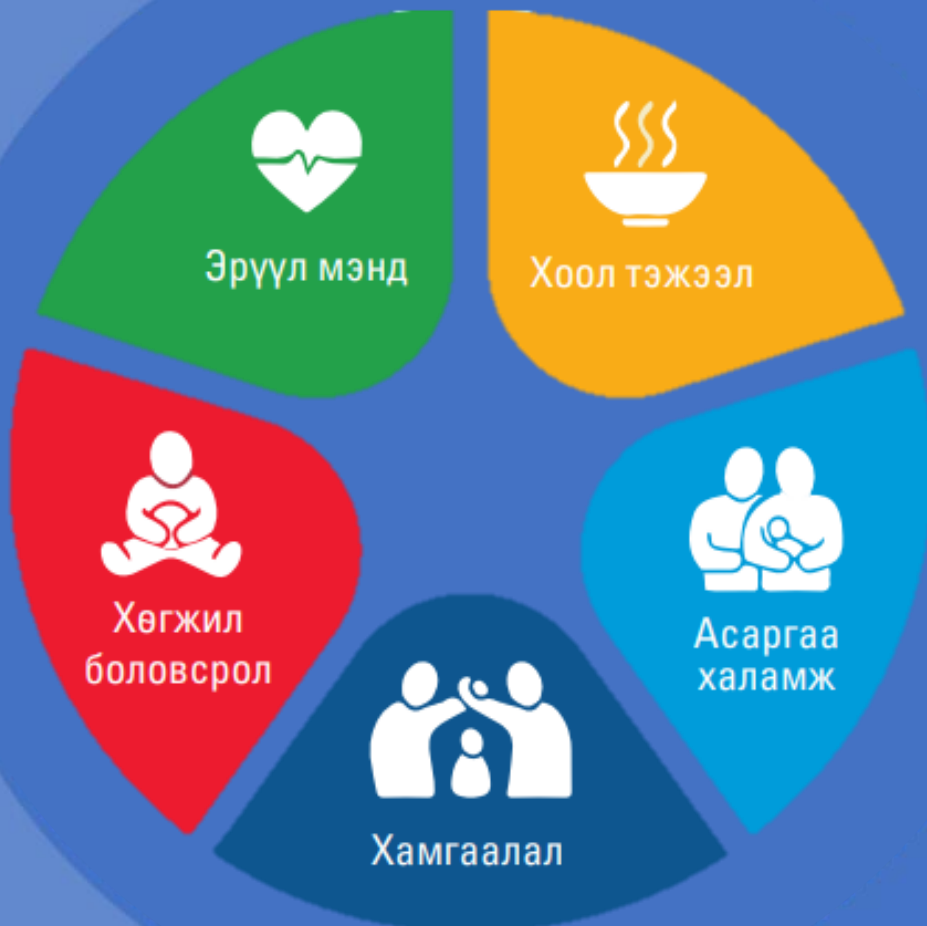 Эрүүл мэнд
Хоол тэжээл
Хөгжил
боловсрол
Асаргаа
халамж
Хамгаалал